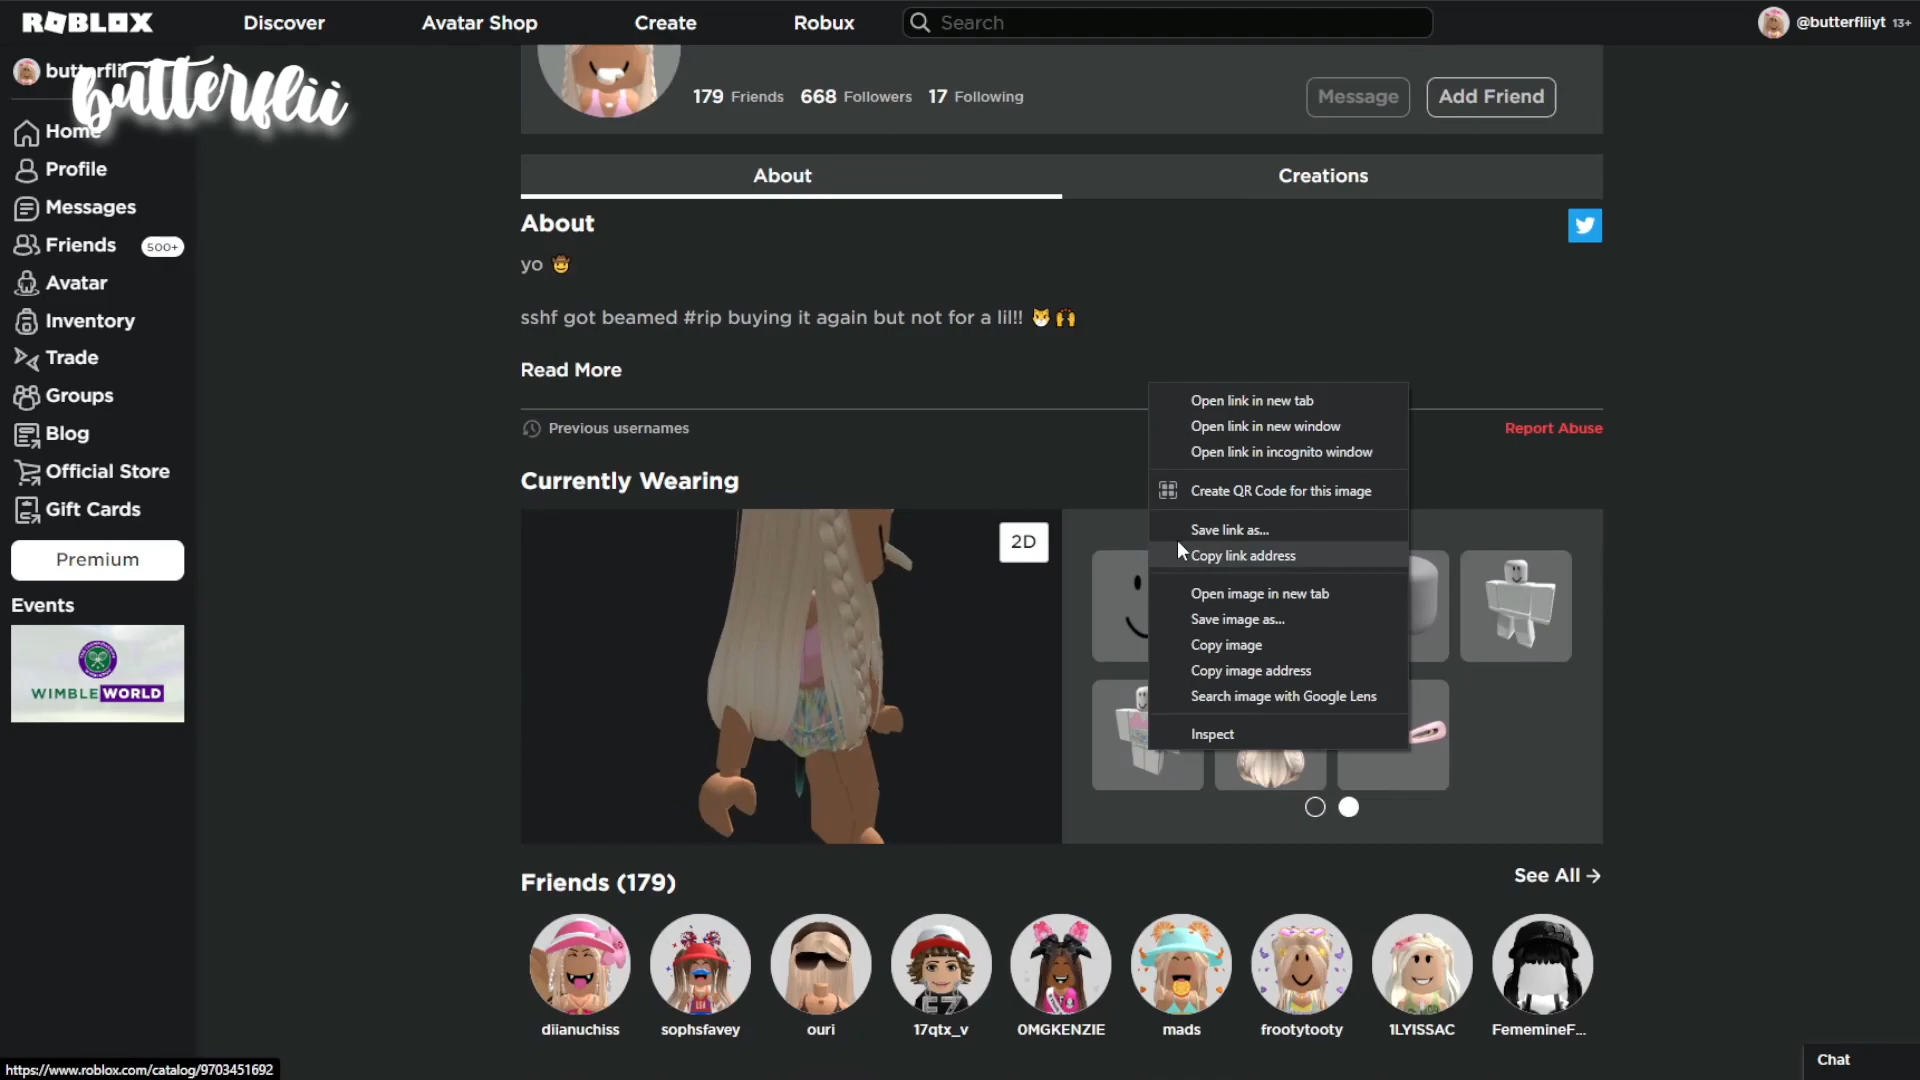 ROBLOX
Discover
Avatar Shop
Create
Robux
Search
@butterfliiyt 13+
butterflii
butterflii
Home
Profile
Messages
Friends 500+
Avatar
Inventory
Trade
Groups
Blog
Official Store
Gift Cards
Premium
Events
WIMBLEWORLD
179 Friends 668 Followers 17 Following
Message
Add Friend
About
Creations
About
yo 🤠
sshf got beamed #rip buying it again but not for a lil!! 🐱🙌
Read More
Previous usernames
Report Abuse
Currently Wearing
2D
Open link in new tab
Open link in new window
Open link in incognito window
Create QR Code for this image
Save link as...
Copy link address
Open image in new tab
Save image as...
Copy image
Copy image address
Search image with Google Lens
Inspect
Friends (179)
See All →
diianuchiss
sophsfavey
ouri
17qtx_v
0MGKENZIE
mads
frootytooty
1LYISSAC
FememineF...
https://www.roblox.com/catalog/9703451692
Chat